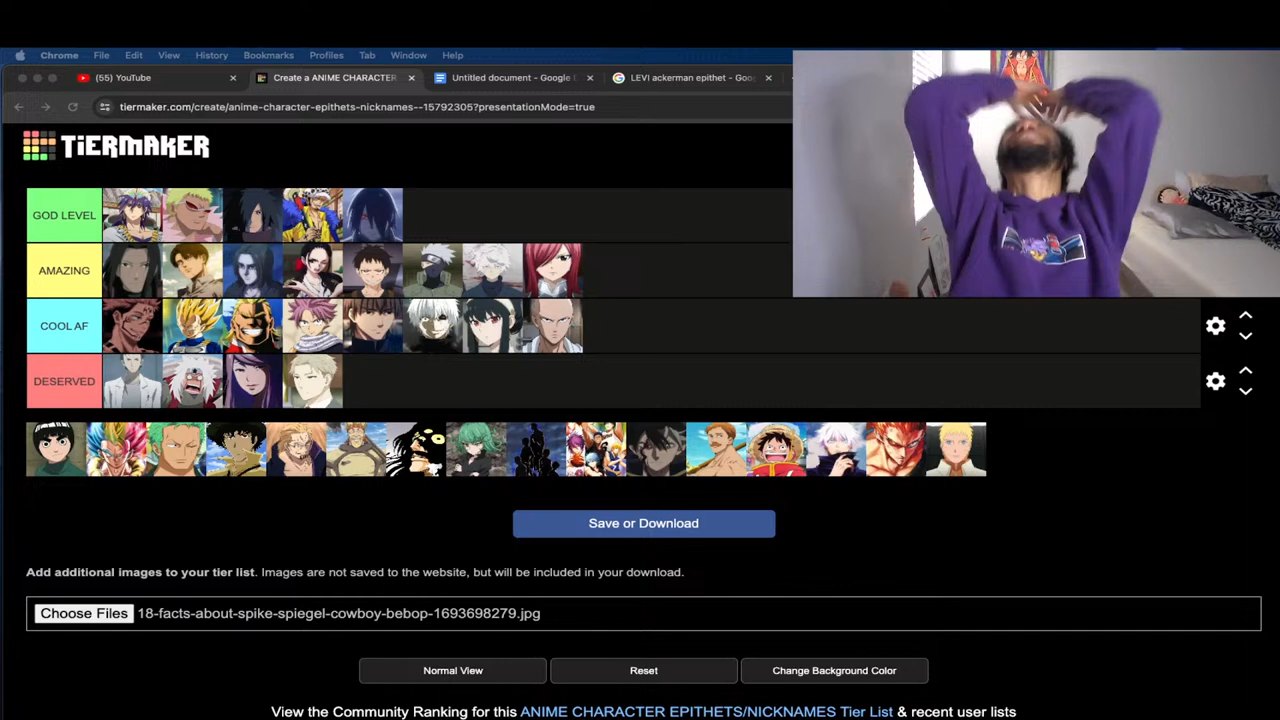 Chrome File Edit View History Bookmarks Profiles Tab Window Help
(55) YouTube Create a ANIME CHARACTER Untitled document - Google LEVI ackerman epithet - Goo
tiermaker.com/create/anime-character-epithets-nicknames--15792305?presentationMode=true
TiERMAKER
GOD LEVEL
AMAZING
COOL AF
DESERVED
Save or Download
Add additional images to your tier list. Images are not saved to the website, but will be included in your download.
Choose Files 18-facts-about-spike-spiegel-cowboy-bebop-1693698279.jpg
Normal View Reset Change Background Color
View the Community Ranking for this ANIME CHARACTER EPITHETS/NICKNAMES Tier List & recent user lists